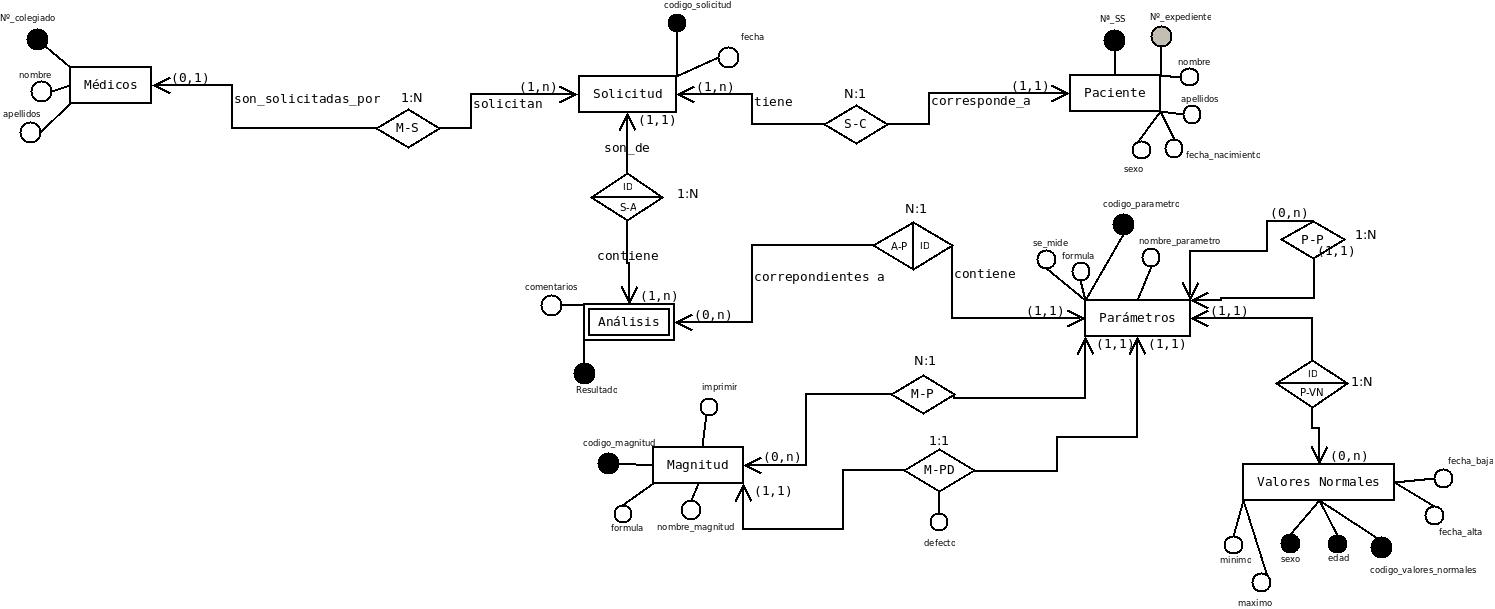 codigo_solicitud
Nº_colegiado
Nª_SS
Nº_expediente
fecha
nombre
nombre
Médicos
(0,1)
son_solicitadas_por
1:N
M-S
solicitan
(1,n)
Solicitud
(1,n)
tiene
N:1
S-C
corresponde_a
(1,1)
Paciente
apellidos
apellidos
(1,1)
son_de
sexo
fecha_nacimiento
ID
S-A
1:N
contiene
(1,n)
codigo_parametro
N:1
A-P
ID
se_mide
formula
nombre_parametro
(0,n)
P-P
1:N
(1,1)
correpondientes a
contiene
comentarios
Análisis
(0,n)
(1,1)
Parámetros
(1,1)
(1,1)
(1,1)
Resultado
imprimir
N:1
M-P
ID
P-VN
1:N
codigo_magnitud
1:1
Magnitud
(0,n)
M-PD
(0,n)
fecha_baja
(1,1)
Valores Normales
formula
nombre_magnitud
defecto
fecha_alta
minimo
sexo
edad
codigo_valores_normales
maximo